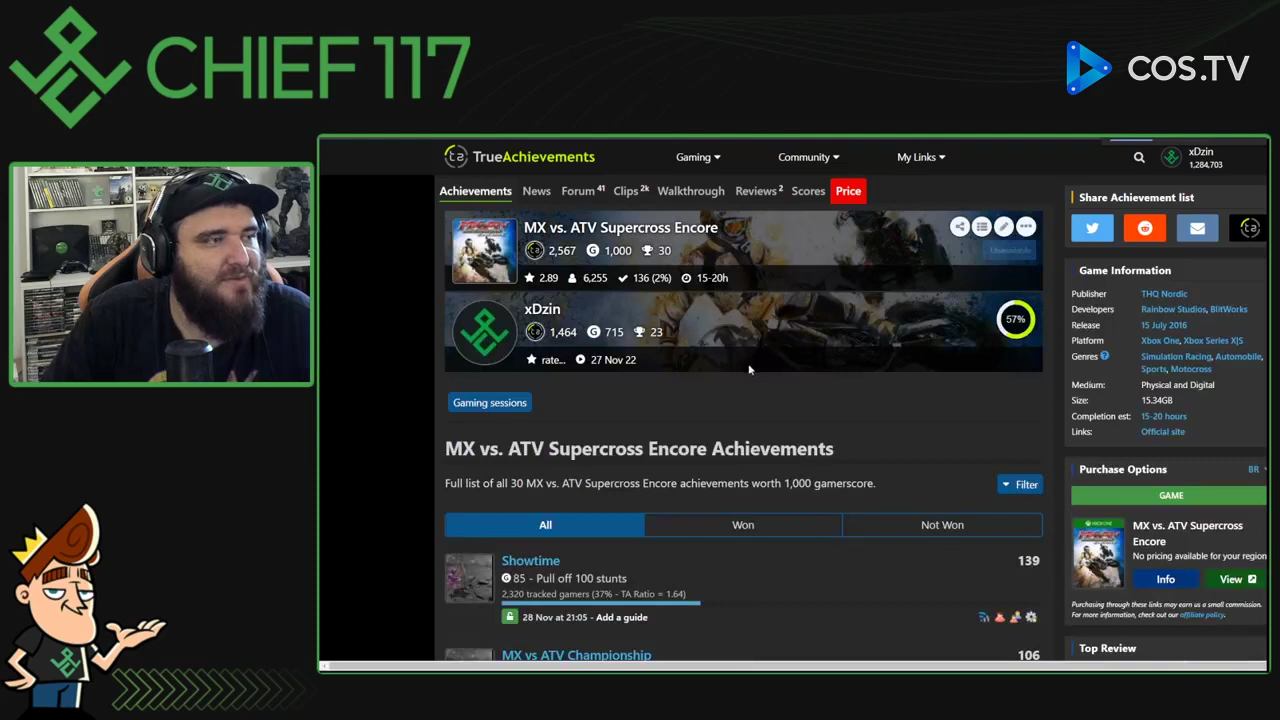 CHIEF 117
COS.TV
TrueAchievements
Gaming
Community
My Links
xDzin
1,284,703
Achievements News Forum 41 Clips 2k Walkthrough Reviews 2 Scores Price
MX vs. ATV Supercross Encore
2,567 G 1,000 30
Unavailable
2.89 6,255 136 (2%) 15-20h
xDzin
1,464 G 715 23
57%
rate... 27 Nov 22
Gaming sessions
MX vs. ATV Supercross Encore Achievements
Full list of all 30 MX vs. ATV Supercross Encore achievements worth 1,000 gamerscore.
Filter
All Won Not Won
Showtime 139
G 85 - Pull off 100 stunts
2,320 tracked gamers (37% - TA Ratio = 1.64)
28 Nov at 21:05 - Add a guide
MX vs ATV Championship 106
Share Achievement list
Game Information
Publisher THQ Nordic
Developers Rainbow Studios, BlitWorks
Release 15 July 2016
Platform Xbox One, Xbox Series X|S
Genres ? Simulation Racing, Automobile,
Sports, Motocross
Medium: Physical and Digital
Size: 15.34GB
Completion est: 15-20 hours
Links: Official site
Purchase Options BR
GAME
MX vs. ATV Supercross
Encore
No pricing available for your region
Info View
Purchasing through these links may earn us a small commission.
For more information, check out our affiliate policy.
Top Review